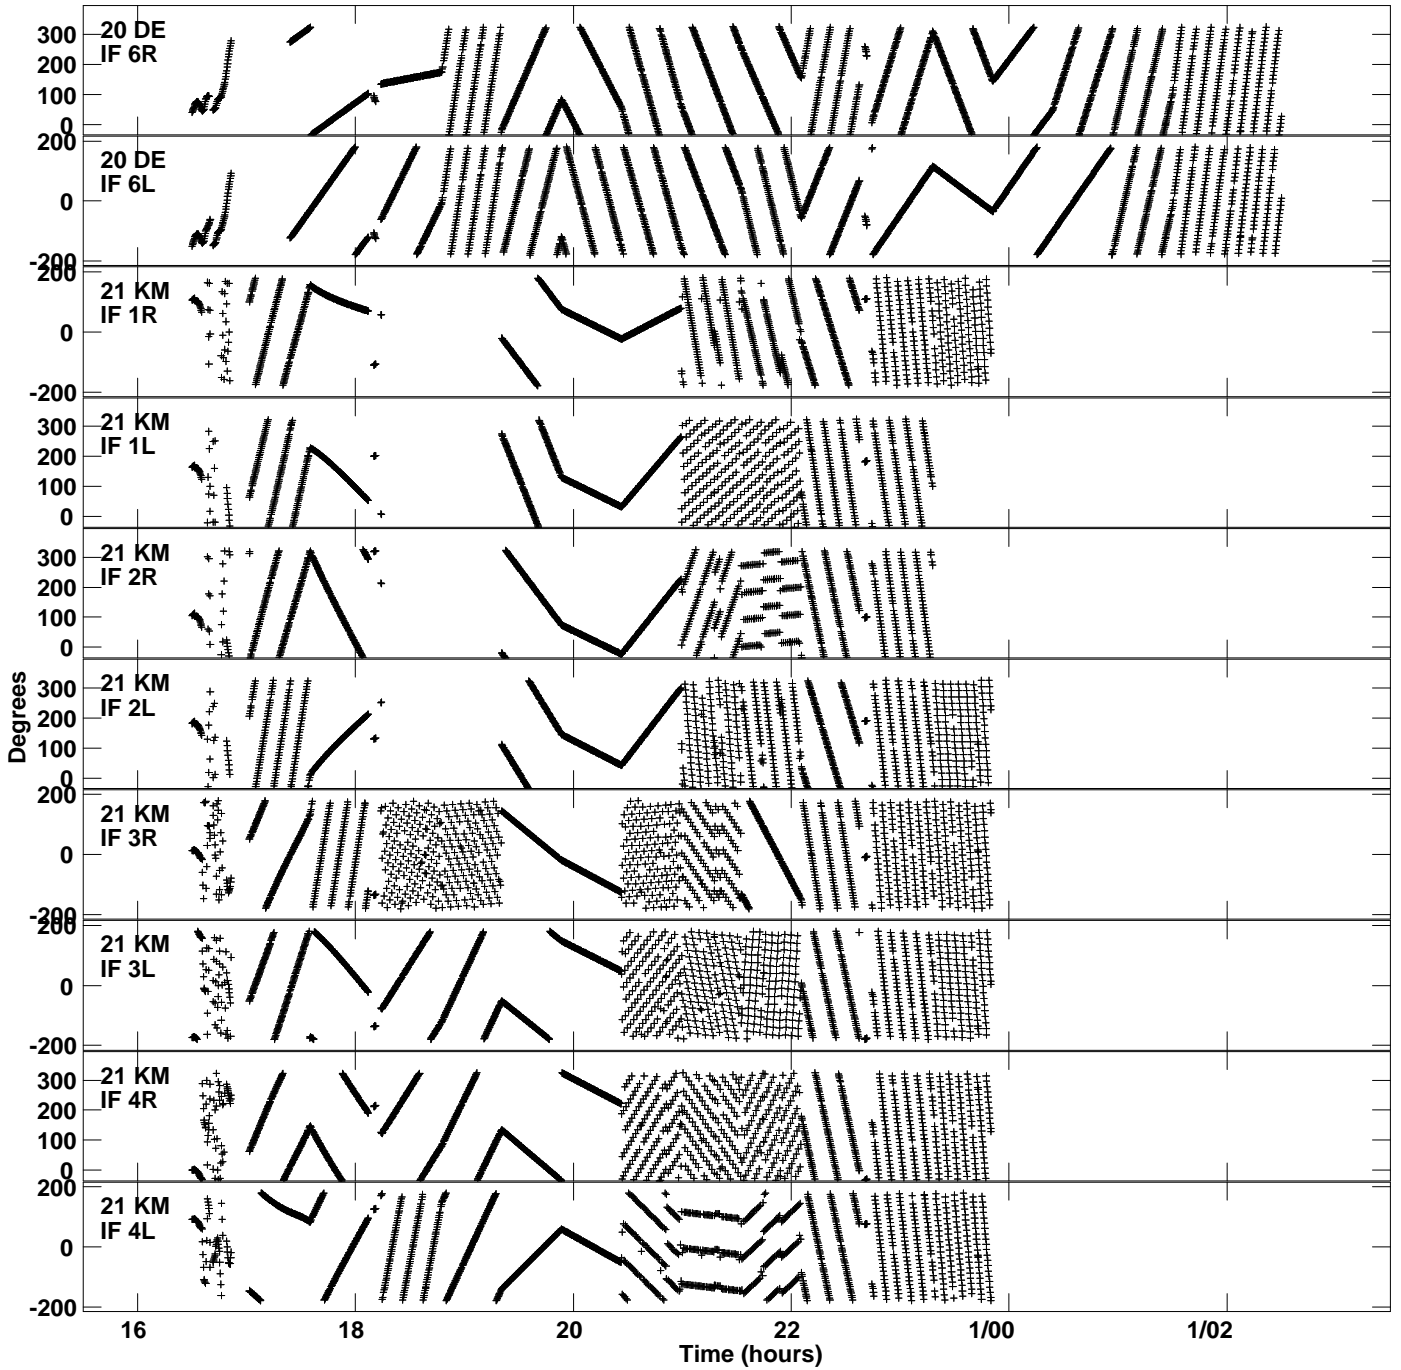 300 20 DE
200 IF 6R
100
0
200 20 DE
IF 6L
0
-200
200 21 KM
IF 1R
0
-200
21 KM
300 IF 1L
200
100
0
21 KM
300 IF 2R
200
100
0
21 KM
300 IF 2L
200
100
0
200 21 KM
IF 3R
0
-200
200 21 KM
IF 3L
0
-200
21 KM
300 IF 4R
200
100
0
200 21 KM
IF 4L
0
-200
Degrees
16 18 20 22 1/00 1/02
Time (hours)